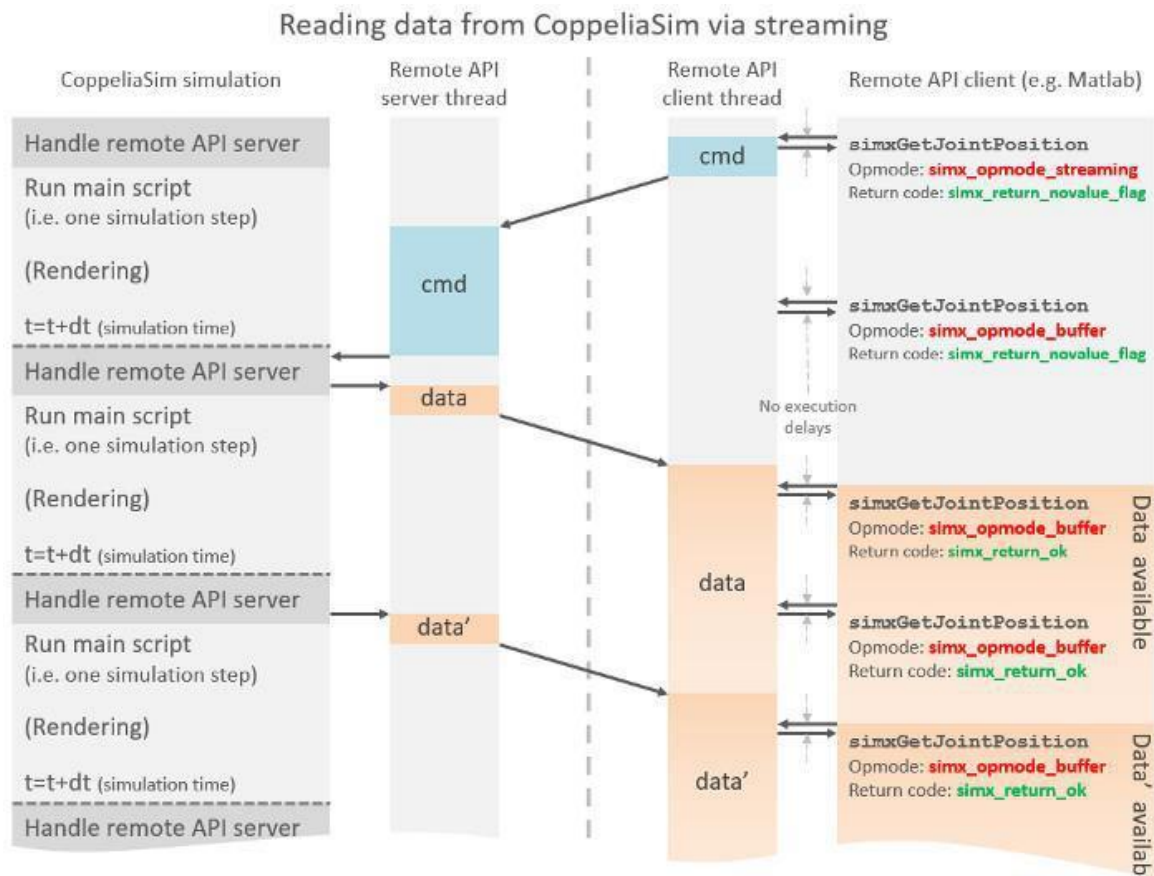 Reading data from CoppeliaSim via streaming
CoppeliaSim simulation
Remote API
server thread
Remote API
client thread
Remote API client (e.g. Matlab)
Handle remote API server
Run main script
(i.e. one simulation step)
(Rendering)
t=t+dt (simulation time)
Handle remote API server
Run main script
(i.e. one simulation step)
(Rendering)
t=t+dt (simulation time)
Handle remote API server
Run main script
(i.e. one simulation step)
(Rendering)
t=t+dt (simulation time)
Handle remote API server
cmd
data
data’
cmd
data
data’
No execution
delays
simxGetJointPosition
Opmode: simx_opmode_streaming
Return code: simx_return_novalue_flag
simxGetJointPosition
Opmode: simx_opmode_buffer
Return code: simx_return_novalue_flag
simxGetJointPosition
Opmode: simx_opmode_buffer
Return code: simx_return_ok
simxGetJointPosition
Opmode: simx_opmode_buffer
Return code: simx_return_ok
simxGetJointPosition
Opmode: simx_opmode_buffer
Return code: simx_return_ok
Data available
Data’ availab